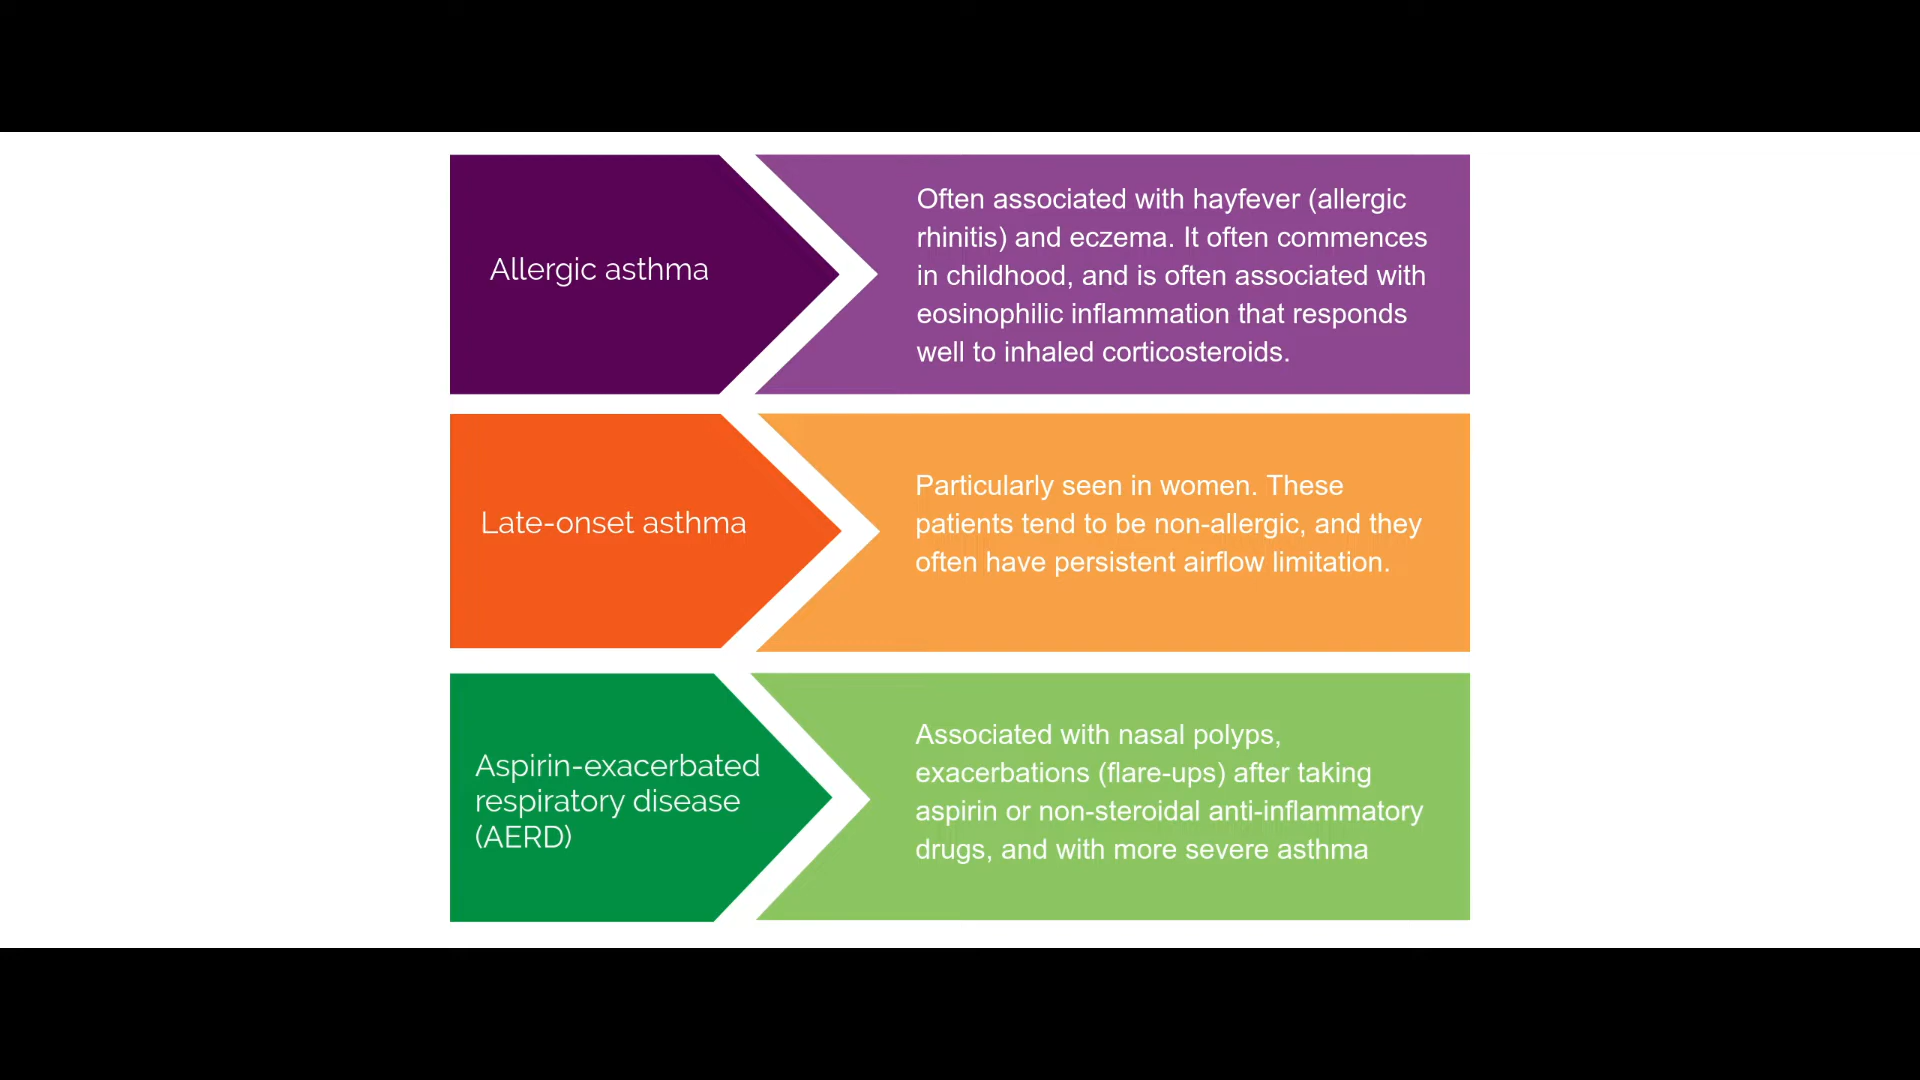 Allergic asthma
Often associated with hayfever (allergic
rhinitis) and eczema. It often commences
in childhood, and is often associated with
eosinophilic inflammation that responds
well to inhaled corticosteroids.
Late-onset asthma
Particularly seen in women. These
patients tend to be non-allergic, and they
often have persistent airflow limitation.
Aspirin-exacerbated
respiratory disease
(AERD)
Associated with nasal polyps,
exacerbations (flare-ups) after taking
aspirin or non-steroidal anti-inflammatory
drugs, and with more severe asthma